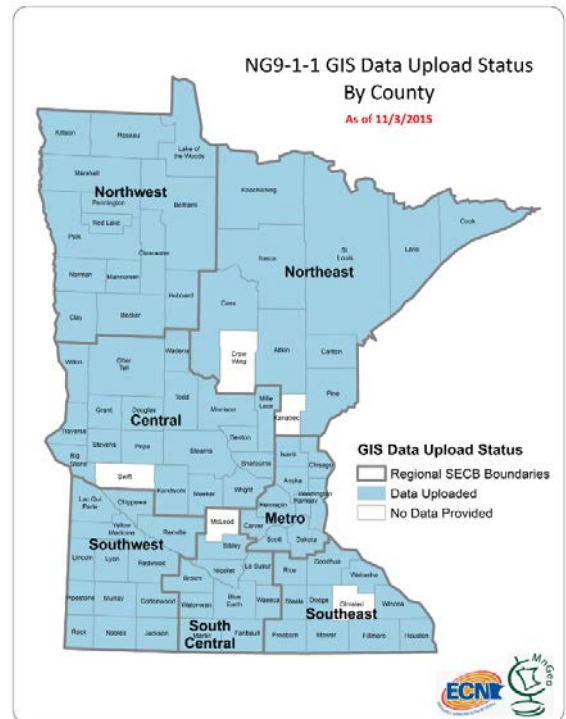 NG9-1-1 GIS Data Upload Status
By County
As of 11/3/2015
Kittson
Roseau
Lake of
the Woods
Marshall
Koochiching
Northwest
Pennington
Beltrami
Red Lake
Cook
Polk
Clearwater
Itasca
St.
Louis
Lake
Northeast
Norman
Mahnomen
Hubbard
Cass
Clay
Becker
Crow
Wing
Aitkin
Carlton
Wilkin
Otter
Tail
Wadena
Todd
Mille
Lacs
Pine
Grant
Douglas
Morrison
Kanabec
Central
Traverse
Benton
Stevens
Pope
Stearns
Isanti
Big
Stone
Sherburne
Chisago
Swift
Anoka
Kandiyohi
Meeker
Wright
Washington
Lac Qui
Parle
Chippewa
Hennepin
Ramsey
McLeod
Carver
Metro
Yellow
Medicine
Renville
Scott
Dakota
Southwest
Sibley
Lincoln
Lyon
Redwood
Nicollet
Le Sueur
Rice
Goodhue
Wabasha
Brown
Pipestone
Murray
Cottonwood
Watonwan
Blue
Earth
Waseca
Steele
Dodge
Olmsted
Winona
Southeast
Rock
Nobles
Jackson
South
Central
Martin
Faribault
Freeborn
Mower
Fillmore
Houston
GIS Data Upload Status
Regional SECB Boundaries
Data Uploaded
No Data Provided
ECN
MnGeo